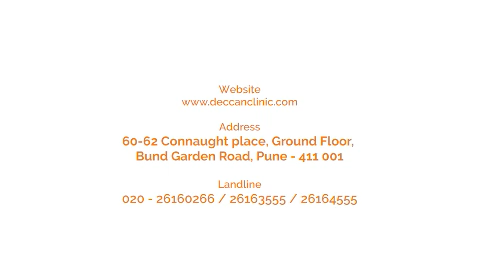 Website
www.deccanclinic.com
Address
60-62 Connaught place, Ground Floor,
Bund Garden Road, Pune - 411 001
Landline
020 - 26160266 / 26163555 / 26164555